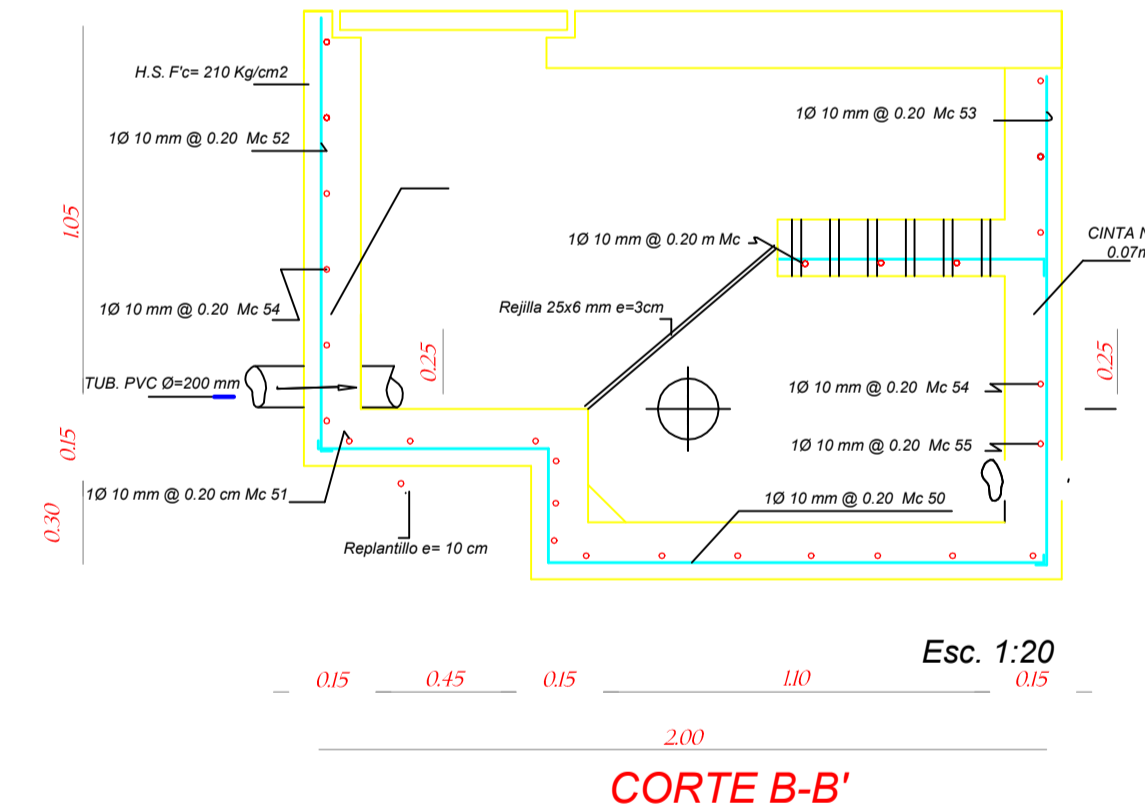 H.S. F'c= 210 Kg/cm2
1Ø 10 mm @ 0.20 Mc 53
1Ø 10 mm @ 0.20 Mc 52
1.05
1Ø 10 mm @ 0.20 m Mc
CINTA
0.07
Rejilla 25x6 mm e=3cm
1Ø 10 mm @ 0.20 Mc 54
0.25
0.25
TUB. PVC Ø=200 mm
1Ø 10 mm @ 0.20 Mc 54
0.15
1Ø 10 mm @ 0.20 Mc 55
1Ø 10 mm @ 0.20 cm Mc 51
1Ø 10 mm @ 0.20 Mc 50
0.30
Replantillo e= 10 cm
Esc. 1:20
0.15 0.45 0.15 1.10 0.15
2.00
CORTE B-B'